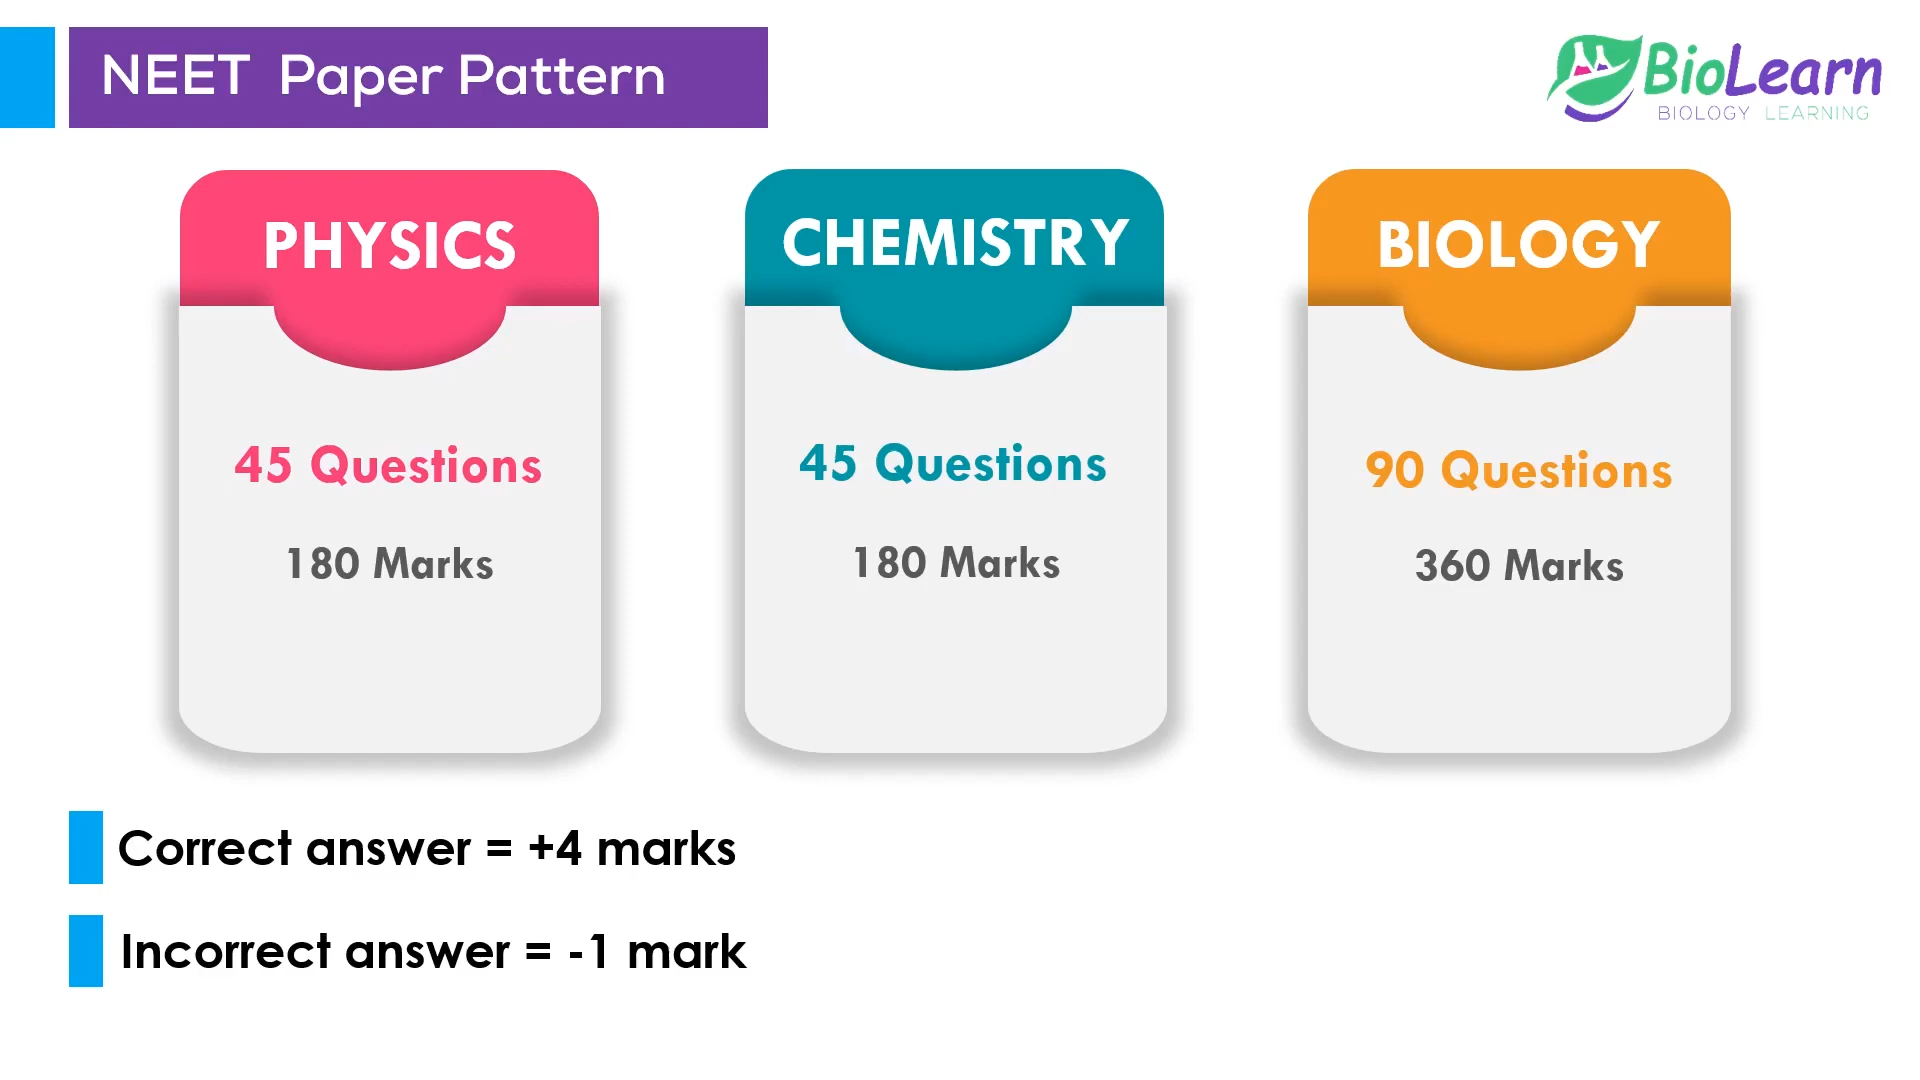 NEET Paper Pattern
BioLearn
BIOLOGY LEARNING
PHYSICS
45 Questions
180 Marks
CHEMISTRY
45 Questions
180 Marks
BIOLOGY
90 Questions
360 Marks
Correct answer = +4 marks
Incorrect answer = -1 mark